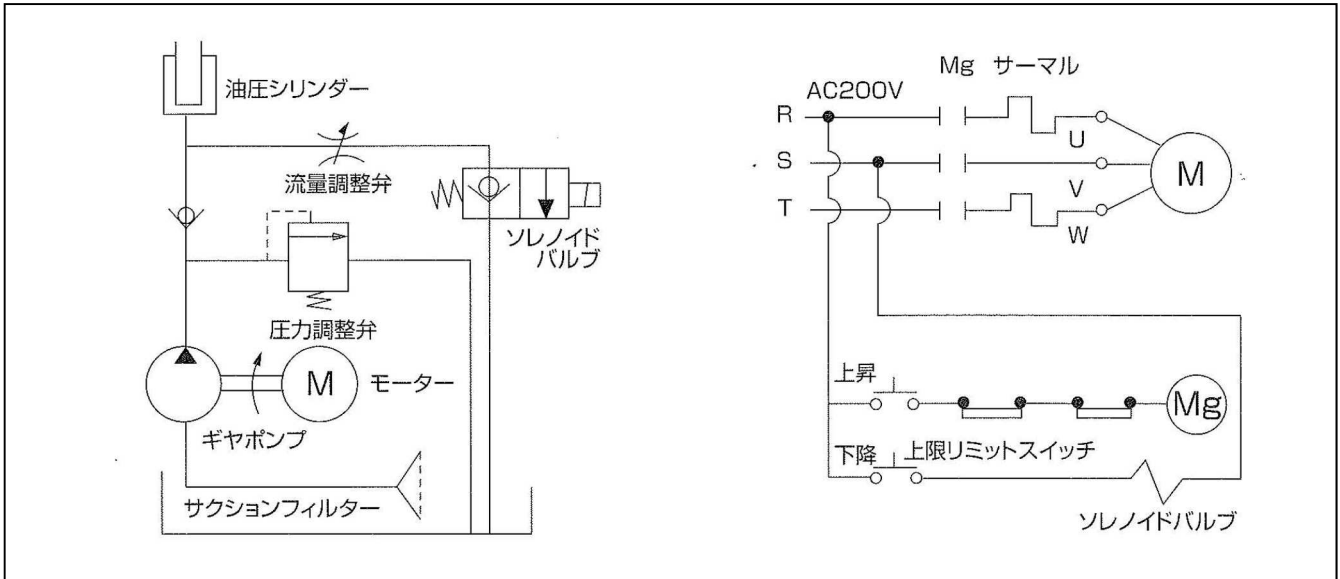 油圧シリンダー
流量調整弁
ソレノイド
バルブ
圧力調整弁
M
モーター
ギヤポンプ
サクションフィルター
Mg サーマル
AC200V
R
U
S
M
V
T
W
上昇
Mg
下降 上限リミットスイッチ
ソレノイドバルブ